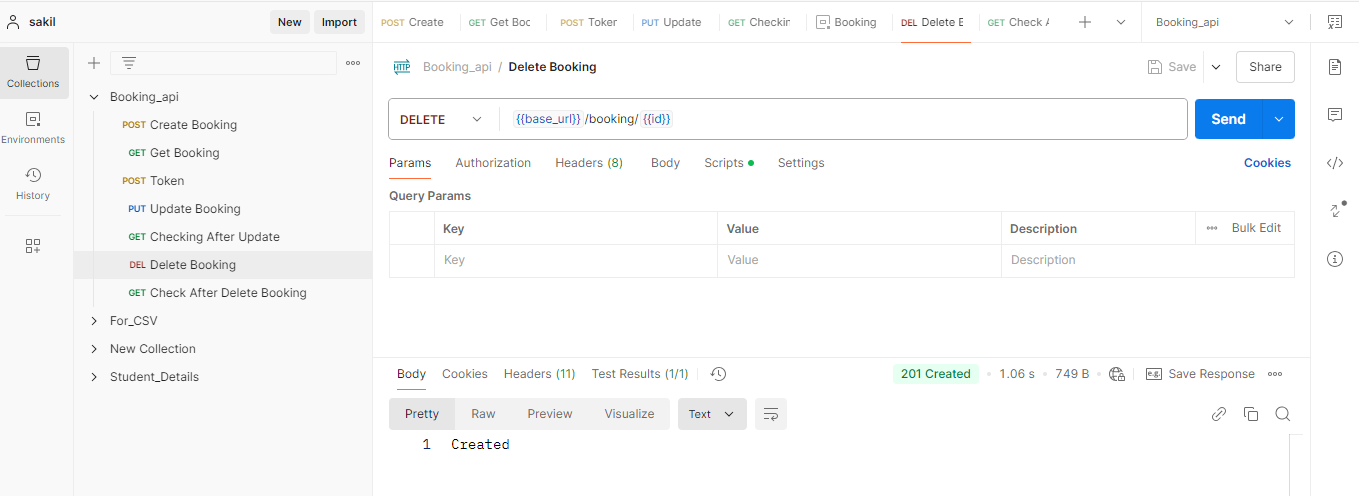 sakil New Import POST Create GET Get Boc POST Token PUT Update GET Checkin Booking DEL Delete B GET Check A Booking_api
Collections
Environments
History
Booking_api
POST Create Booking
GET Get Booking
POST Token
PUT Update Booking
GET Checking After Update
DEL Delete Booking
GET Check After Delete Booking
For_CSV
New Collection
Student_Details
HTTP Booking_api / Delete Booking Save Share
DELETE {{base_url}} /booking/ {{id}} Send
Params Authorization Headers (8) Body Scripts Settings Cookies
Query Params
Key Value Description Bulk Edit
Key Value Description
Body Cookies Headers (11) Test Results (1/1) 201 Created 1.06 s 749 B e.g. Save Response
Pretty Raw Preview Visualize Text
1 Created